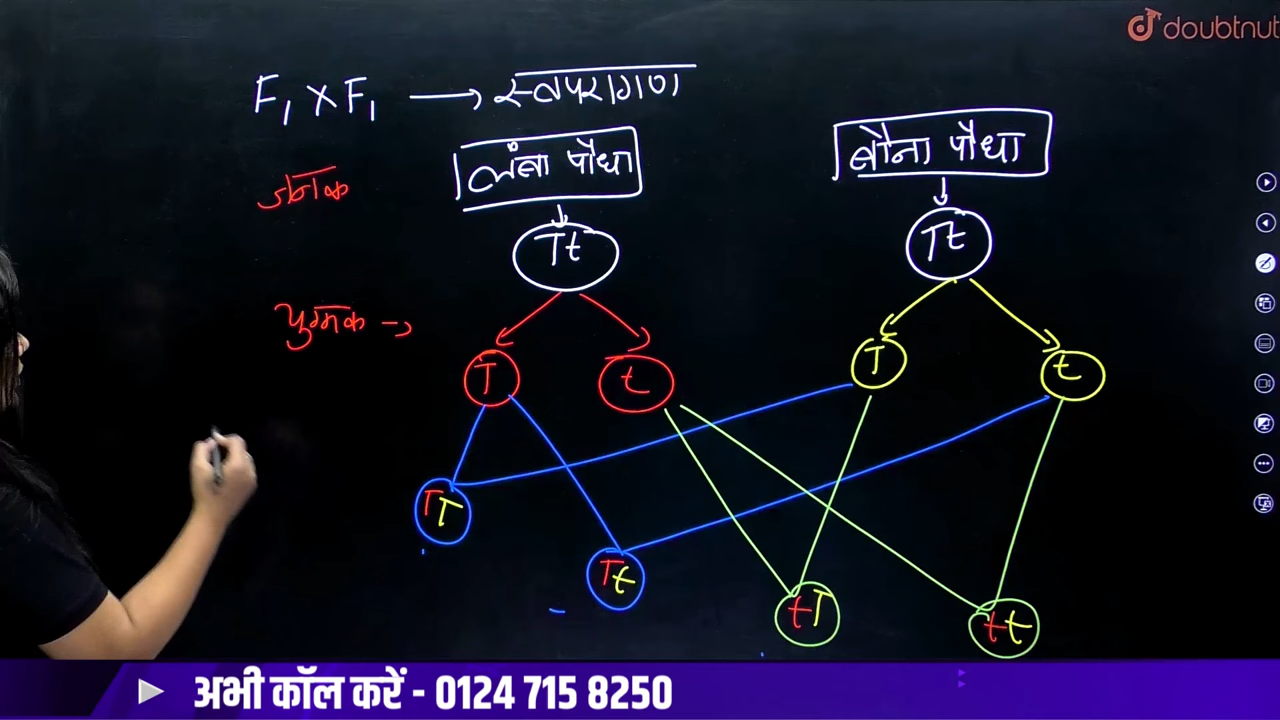 doubtnut
F₁ × F₁ → स्वपरागण
लंबा पौधा बौना पौधा
जनक
Tt Tt
युग्मक →
T t T t
TT
Tt
tT tt
अभी कॉल करें - 0124 715 8250